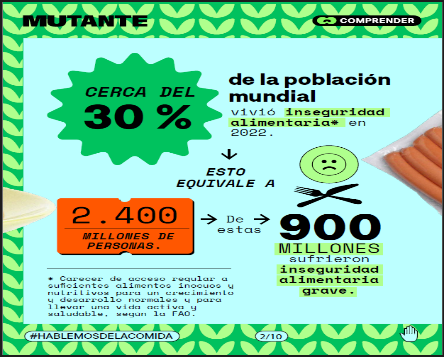 MUTANTE
COMPRENDER
CERCA DEL
30 %
de la población
mundial
vivió inseguridad
alimentaria* en
2022.
ESTO
EQUIVALE A
2.400
MILLONES DE
PERSONAS.
De
estas
900
MILLONES
sufrieron
inseguridad
alimentaria
grave.
* Carecer de acceso regular a
suficientes alimentos inocuos y
nutritivos para un crecimiento
y desarrollo normales y para
llevar una vida activa y
saludable, según la FAO.
#HABLEMOSDELACOMIDA
2/10